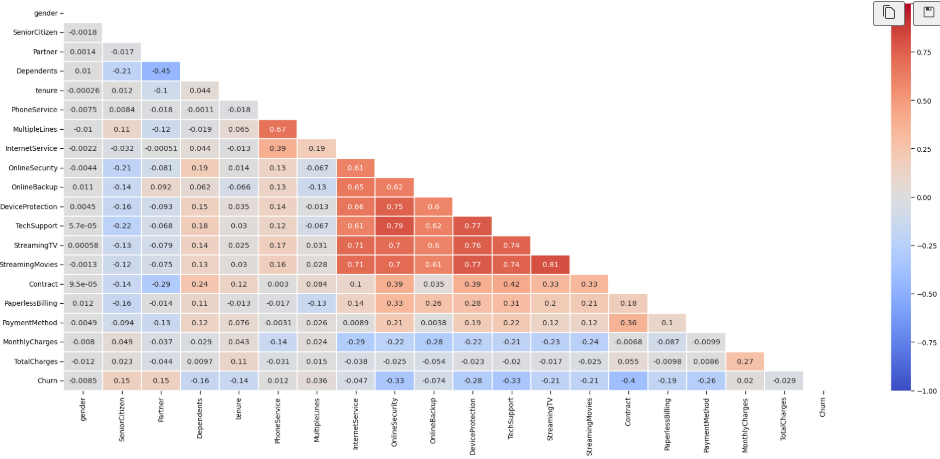 gender
SeniorCitizen -0.0018
Partner 0.0014 -0.017
Dependents 0.01 -0.21 -0.45
tenure -0.00026 0.012 -0.1 0.044
PhoneService -0.0075 0.0084 -0.018 -0.0011 -0.018
MultipleLines -0.01 0.11 -0.12 -0.019 0.065 0.67
InternetService -0.0022 -0.032 -0.00051 0.044 -0.013 0.39 0.19
OnlineSecurity -0.0044 -0.21 -0.081 0.19 0.014 0.13 -0.067 0.61
OnlineBackup 0.011 -0.14 0.092 0.062 -0.066 0.13 -0.13 0.65 0.62
DeviceProtection 0.0045 -0.16 -0.093 0.15 0.035 0.14 -0.013 0.66 0.75 0.6
TechSupport 5.7e-05 -0.22 -0.068 0.18 0.03 0.12 -0.067 0.61 0.79 0.62 0.77
StreamingTV 0.00058 -0.13 -0.079 0.14 0.025 0.17 0.031 0.71 0.7 0.6 0.76 0.74
StreamingMovies -0.0013 -0.12 -0.075 0.13 0.03 0.16 0.028 0.71 0.7 0.61 0.77 0.74 0.81
Contract 9.5e-05 -0.14 -0.29 0.24 0.12 0.003 0.084 0.1 0.39 0.035 0.39 0.42 0.33 0.33
PaperlessBilling 0.012 -0.16 -0.014 0.11 -0.013 -0.017 -0.13 0.14 0.33 0.26 0.28 0.31 0.2 0.21 0.18
PaymentMethod -0.0049 -0.094 -0.13 0.12 0.076 -0.0031 0.026 0.0089 0.21 0.0038 0.19 0.22 0.12 0.12 0.36 0.1
MonthlyCharges -0.008 0.049 -0.037 -0.029 0.043 -0.14 0.024 -0.29 -0.22 -0.28 -0.22 -0.21 -0.23 -0.24 -0.0068 -0.087 -0.0099
TotalCharges -0.012 0.023 -0.044 0.0097 0.11 -0.031 0.015 -0.038 -0.025 -0.054 -0.023 -0.02 -0.017 -0.025 0.055 -0.0098 0.0086 0.27
Churn -0.0085 0.15 0.15 -0.16 -0.14 0.012 0.036 -0.047 -0.33 -0.074 -0.28 -0.33 -0.21 -0.21 -0.4 -0.19 -0.26 0.02 -0.029
gender SeniorCitizen Partner Dependents tenure PhoneService MultipleLines InternetService OnlineSecurity OnlineBackup DeviceProtection TechSupport StreamingTV StreamingMovies Contract PaperlessBilling PaymentMethod MonthlyCharges TotalCharges Churn
0.75
0.50
0.25
0.00
−0.25
−0.50
−0.75
−1.00